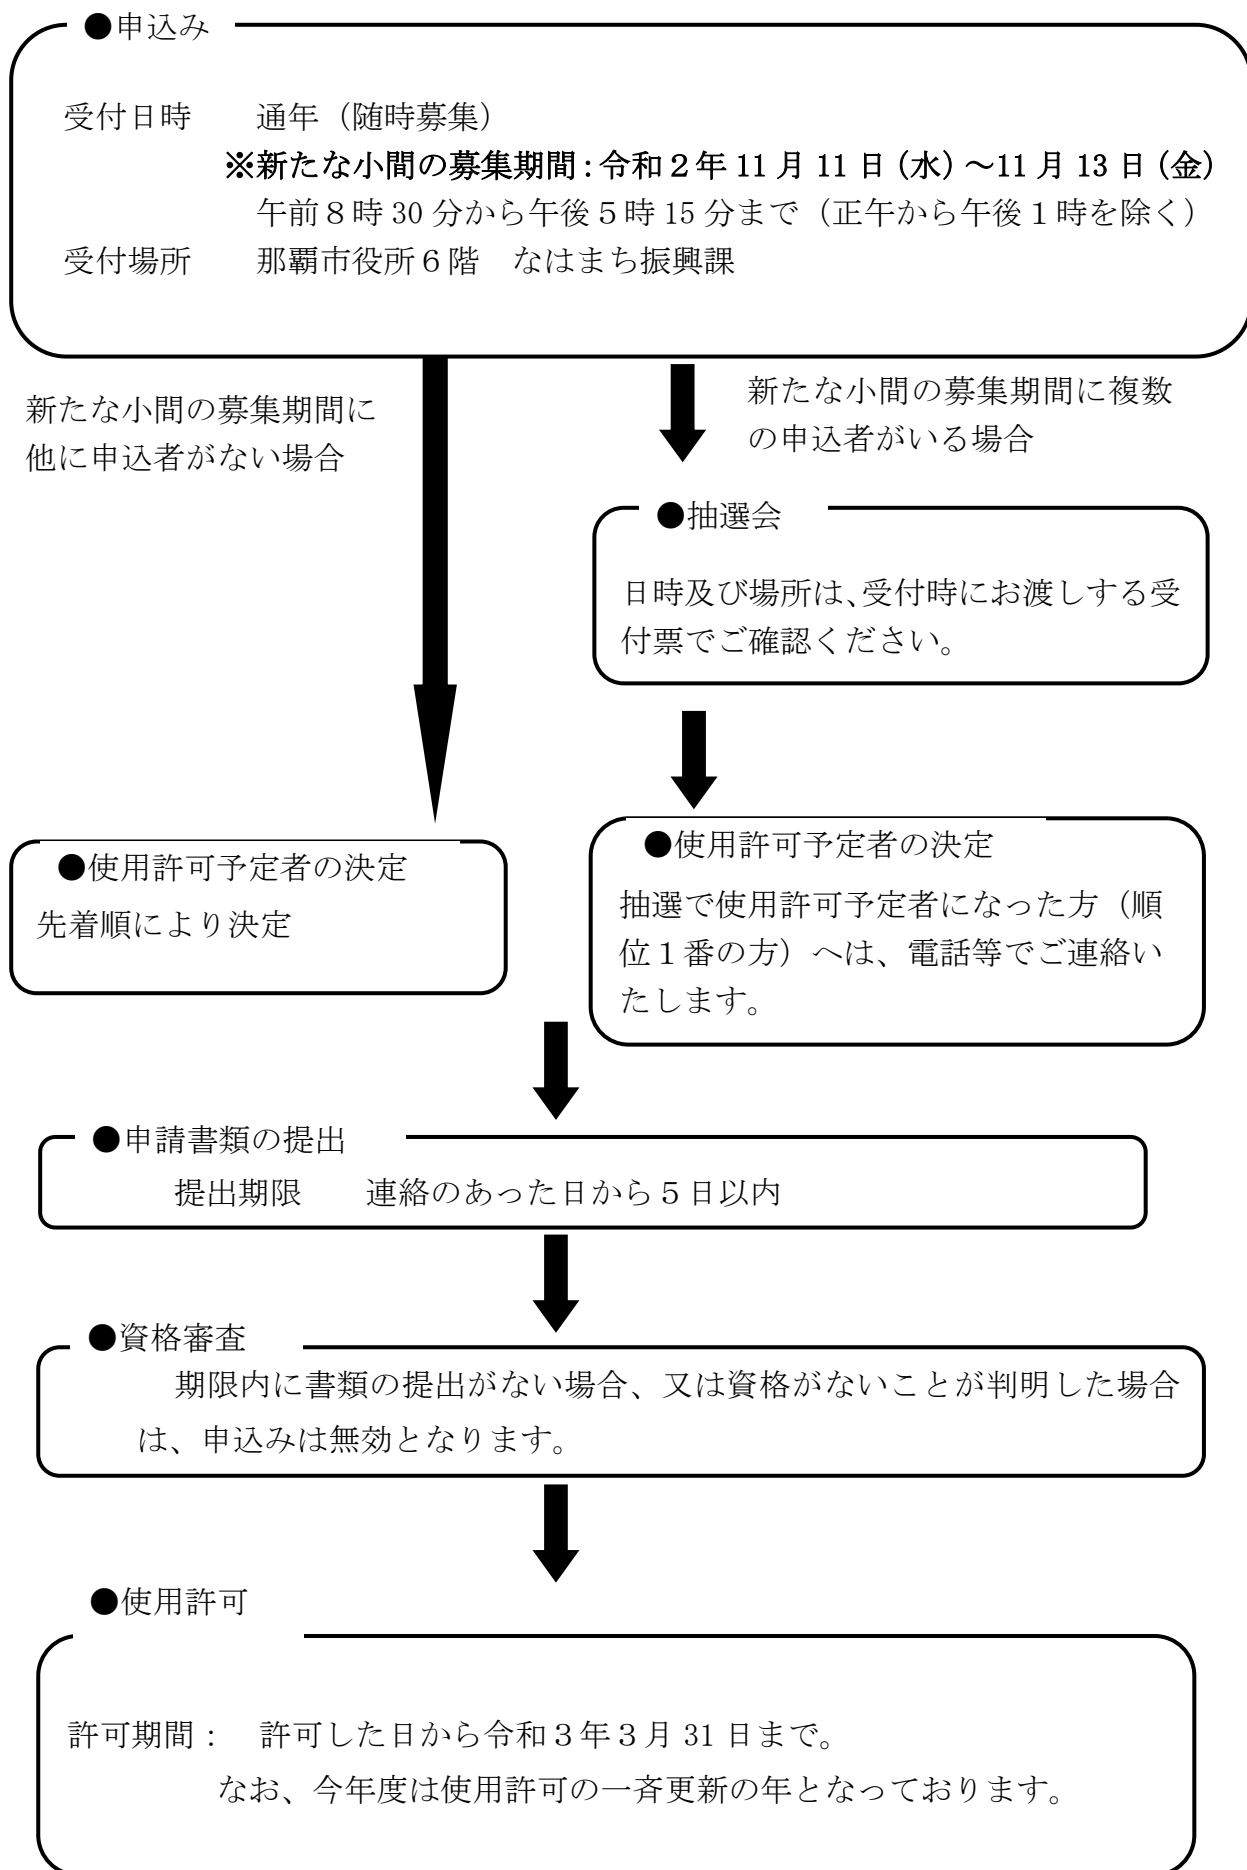 ●申込み
受付日時　　通年（随時募集）
※新たな小間の募集期間：令和２年 11 月 11 日（水）～11 月 13 日（金）
午前８時 30 分から午後５時 15 分まで（正午から午後１時を除く）
受付場所　　那覇市役所６階　なはまち振興課
新たな小間の募集期間に
他に申込者がない場合
新たな小間の募集期間に複数
の申込者がいる場合
●抽選会
日時及び場所は、受付時にお渡しする受
付票でご確認ください。
●使用許可予定者の決定
先着順により決定
●使用許可予定者の決定
抽選で使用許可予定者になった方（順
位１番の方）へは、電話等でご連絡い
たします。
●申請書類の提出
提出期限　　連絡のあった日から５日以内
●資格審査
期限内に書類の提出がない場合、又は資格がないことが判明した場合
は、申込みは無効となります。
●使用許可
許可期間：　許可した日から令和３年３月 31 日まで。
なお、今年度は使用許可の一斉更新の年となっております。